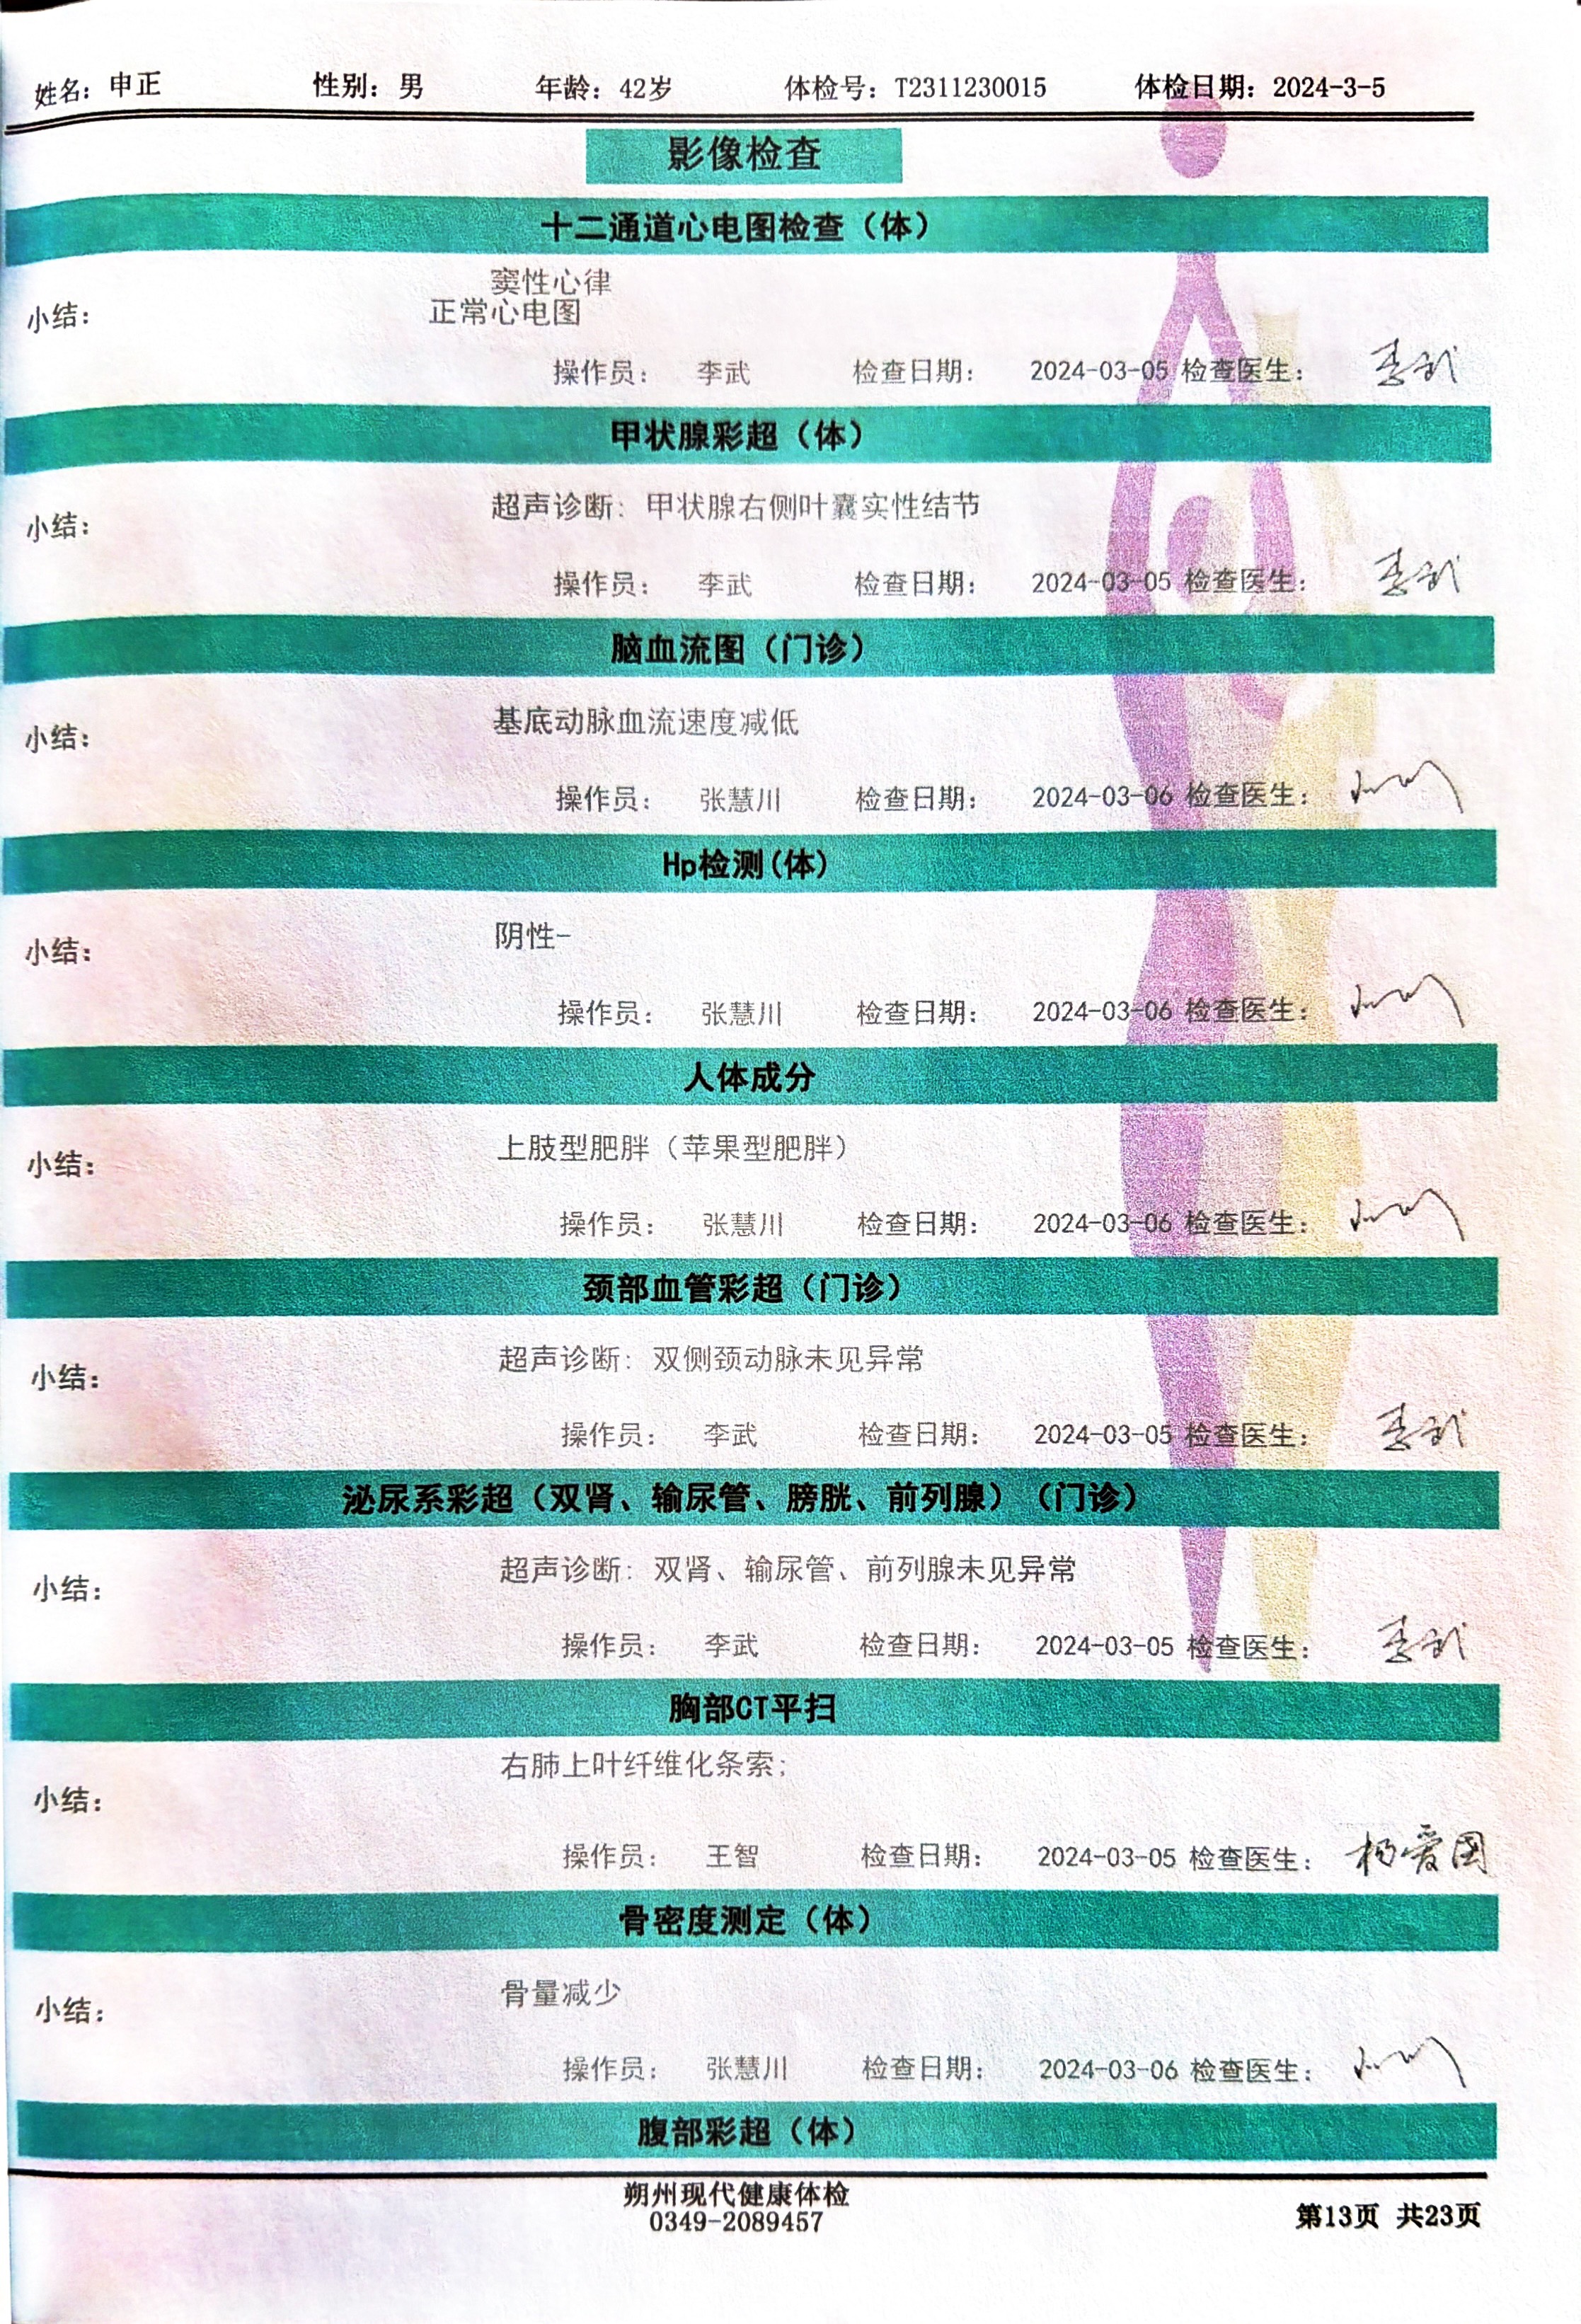 姓名：申正 性别：男 年龄：42岁 体检号：T2311230015 体检日期：2024-3-5
影像检查
十二通道心电图检查（体）
窦性心律
小结： 正常心电图
操作员： 李武 检查日期： 2024-03-05 检查医生： 李武
甲状腺彩超（体）
小结： 超声诊断：甲状腺右侧叶囊实性结节
操作员： 李武 检查日期： 2024-03-05 检查医生： 李武
脑血流图（门诊）
小结： 基底动脉血流速度减低
操作员： 张慧川 检查日期： 2024-03-06 检查医生：
Hp检测(体)
小结： 阴性-
操作员： 张慧川 检查日期： 2024-03-06 检查医生：
人体成分
小结： 上肢型肥胖（苹果型肥胖）
操作员： 张慧川 检查日期： 2024-03-06 检查医生：
颈部血管彩超（门诊）
小结： 超声诊断：双侧颈动脉未见异常
操作员： 李武 检查日期： 2024-03-05 检查医生： 李武
泌尿系彩超（双肾、输尿管、膀胱、前列腺）（门诊）
小结： 超声诊断：双肾、输尿管、前列腺未见异常
操作员： 李武 检查日期： 2024-03-05 检查医生： 李武
胸部CT平扫
小结： 右肺上叶纤维化条索;
操作员： 王智 检查日期： 2024-03-05 检查医生： 杨爱国
骨密度测定（体）
小结： 骨量减少
操作员： 张慧川 检查日期： 2024-03-06 检查医生：
腹部彩超（体）
朔州现代健康体检
0349-2089457
第13页 共23页